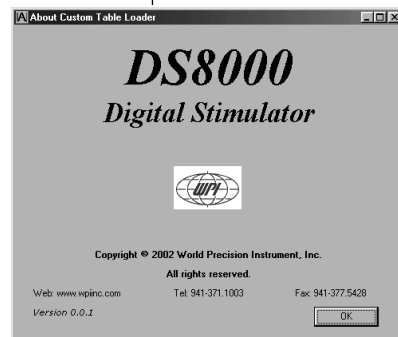 About Custom Table Loader
DS8000
Digital Stimulator
WPI
Copyright © 2002 World Precision Instrument, Inc.
All rights reserved.
Web: www.wpiinc.com Tel: 941-371.1003 Fax: 941-377.5428
Version 0.0.1 OK